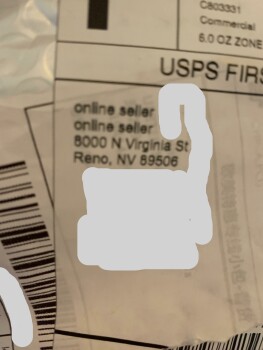 C803331
Commercial
6.0 OZ ZONE
USPS FIRS
online seller
online seller
8000 N Virginia St
Reno, NV 89506